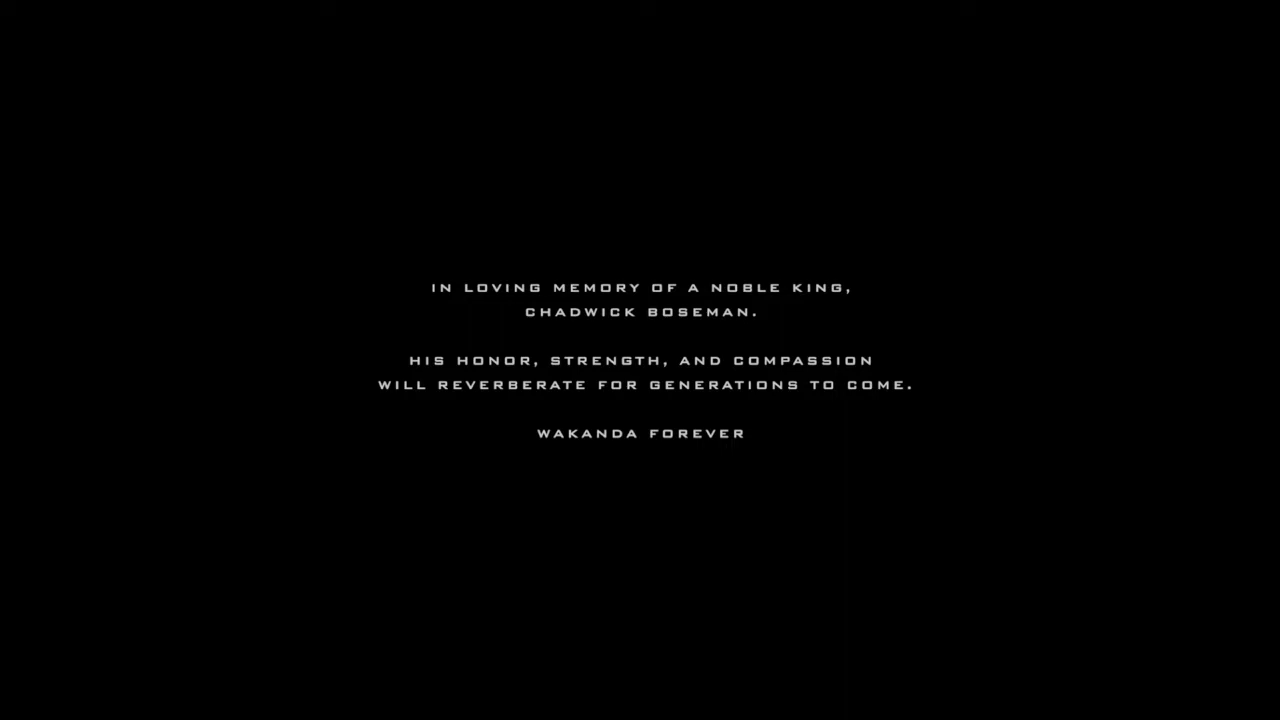 IN LOVING MEMORY OF A NOBLE KING,
CHADWICK BOSEMAN.
HIS HONOR, STRENGTH, AND COMPASSION
WILL REVERBERATE FOR GENERATIONS TO COME.
WAKANDA FOREVER